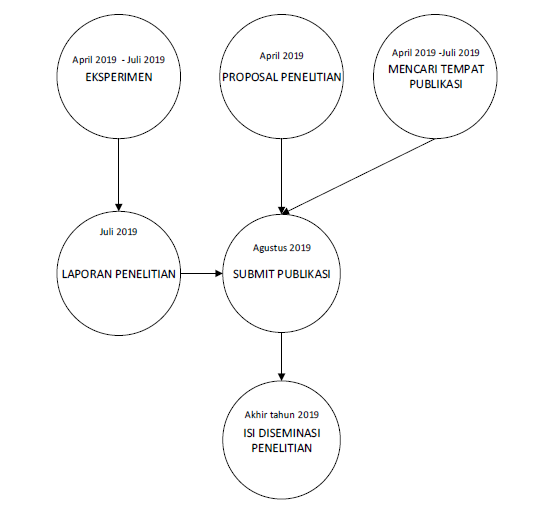 April 2019  - Juli 2019
EKSPERIMEN
April 2019
PROPOSAL PENELITIAN
April 2019 -Juli 2019
MENCARI TEMPAT
PUBLIKASI
Juli 2019
LAPORAN PENELITIAN
Agustus 2019
SUBMIT PUBLIKASI
Akhir tahun 2019
ISI DISEMINASI
PENELITIAN